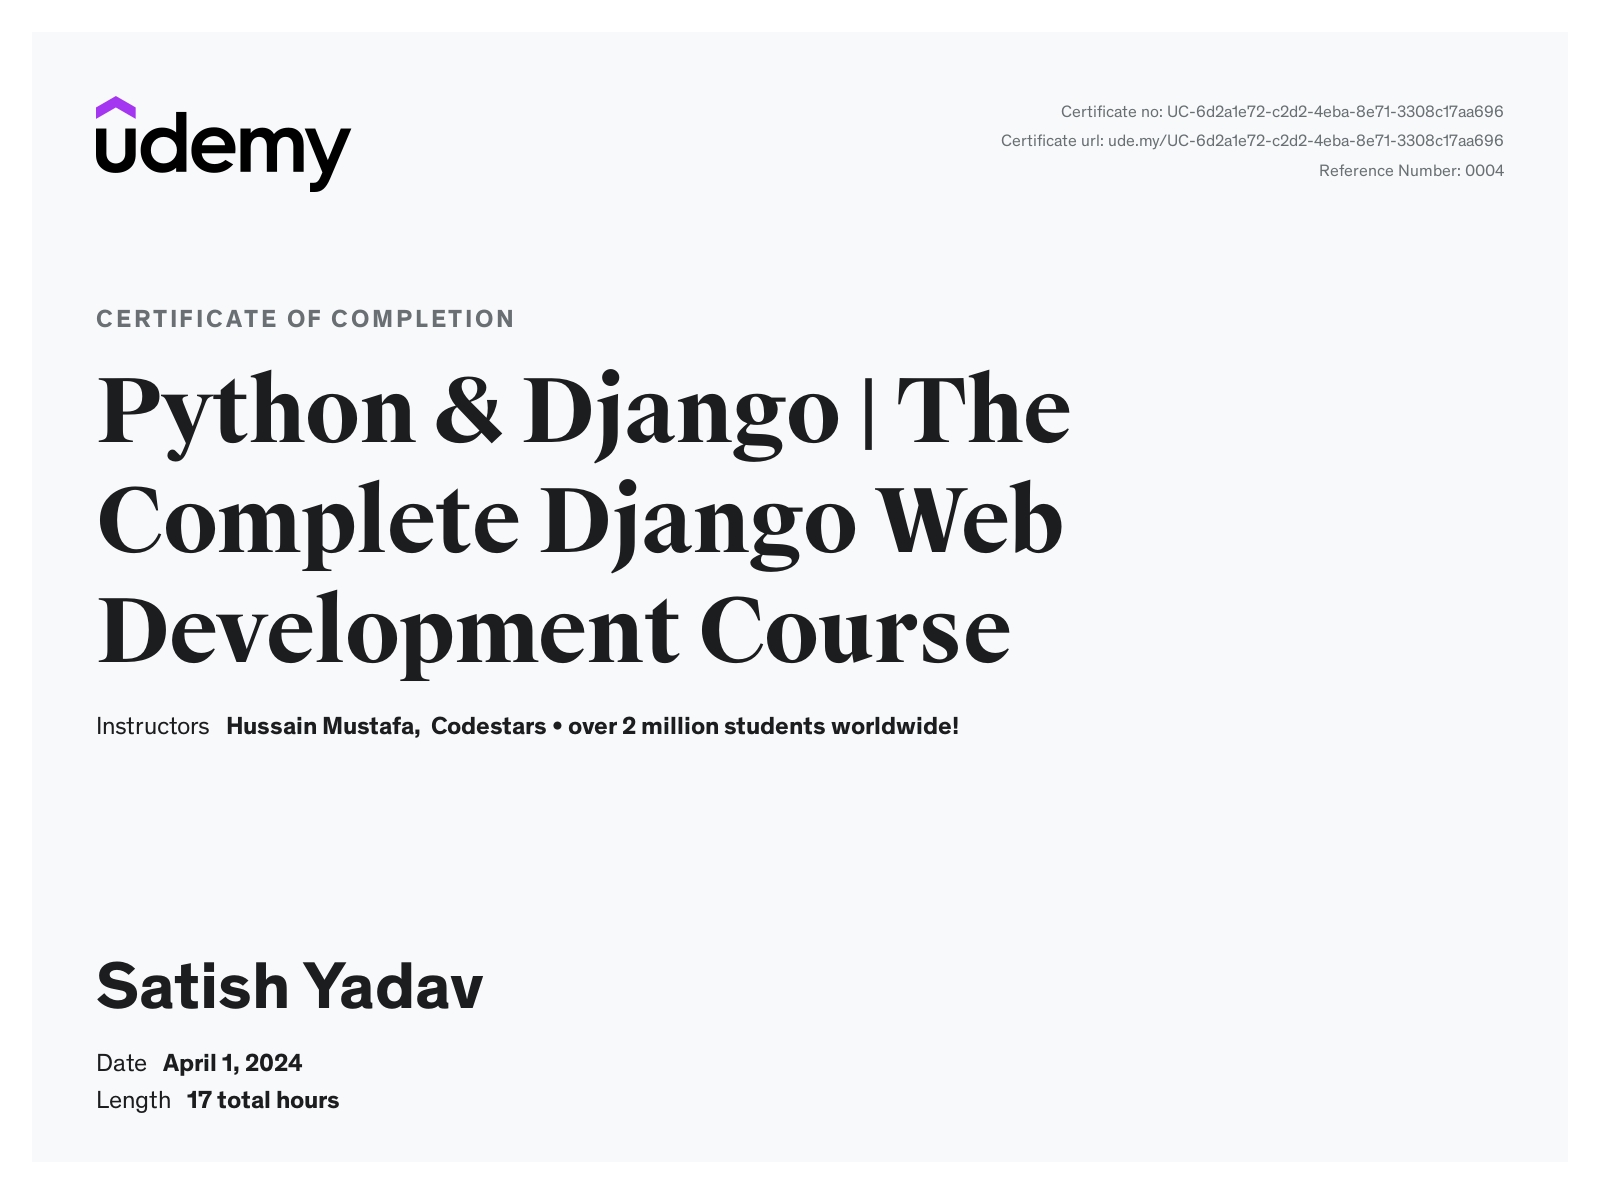 udemy
Certificate no: UC-6d2a1e72-c2d2-4eba-8e71-3308c17aa696
Certificate url: ude.my/UC-6d2a1e72-c2d2-4eba-8e71-3308c17aa696
Reference Number: 0004
CERTIFICATE OF COMPLETION
Python & Django | The
Complete Django Web
Development Course
Instructors Hussain Mustafa, Codestars • over 2 million students worldwide!
Satish Yadav
Date April 1, 2024
Length 17 total hours